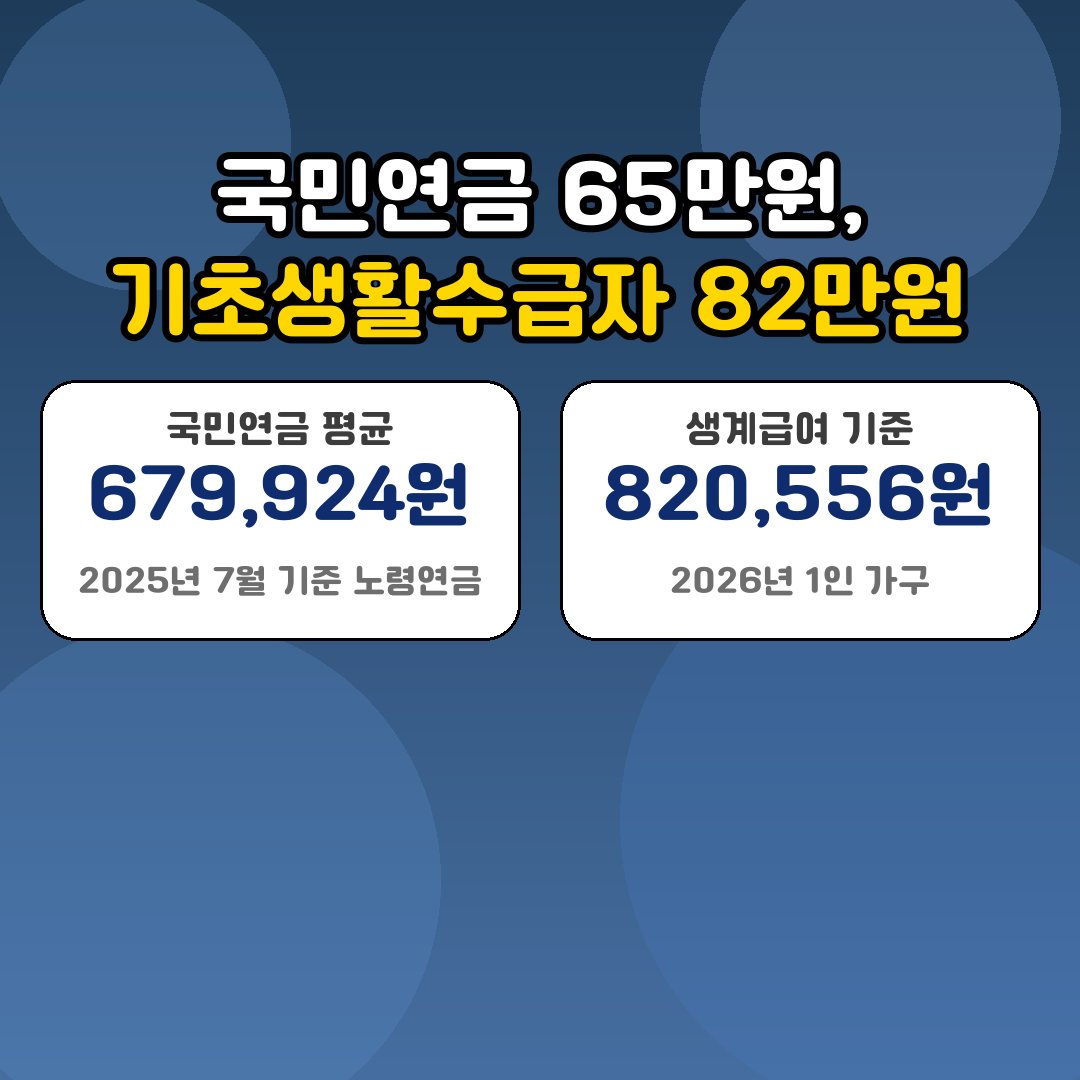 국민연금 65만원,
기초생활수급자 82만원
국민연금 평균
679,924원
2025년 7월 기준 노령연금
생계급여 기준
820,556원
2026년 1인 가구